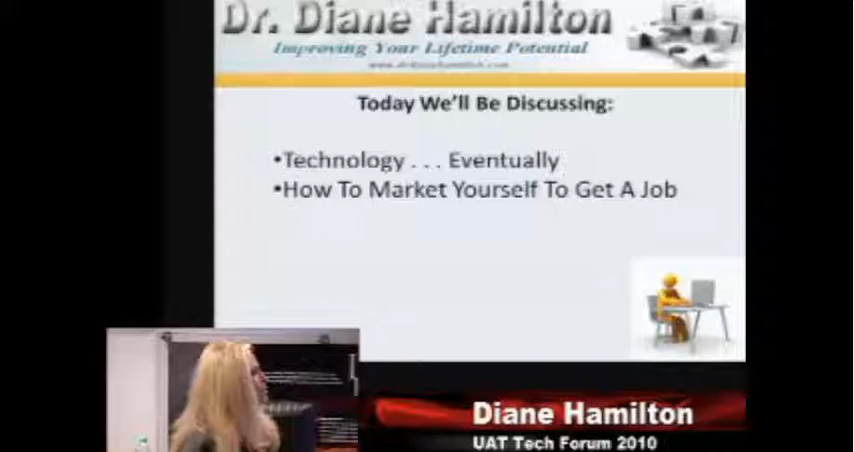 Dr. Diane Hamilton
Improving Your Lifetime Potential
Today We'll Be Discussing:
•Technology . . . Eventually
•How To Market Yourself To Get A Job
Diane Hamilton
UAT Tech Forum 2010